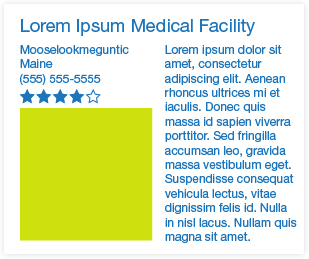 Lorem Ipsum Medical Facility
Mooselookmeguntic
Maine
(555) 555-5555
Lorem ipsum dolor sit
amet, consectetur
adipiscing elit. Aenean
rhoncus ultrices mi et
iaculis. Donec quis
massa id sapien viverra
porttitor. Sed fringilla
accumsan leo, gravida
massa vestibulum eget.
Suspendisse consequat
vehicula lectus, vitae
dignissim felis id. Nulla
in nisl lacus. Nullam quis
magna sit amet.